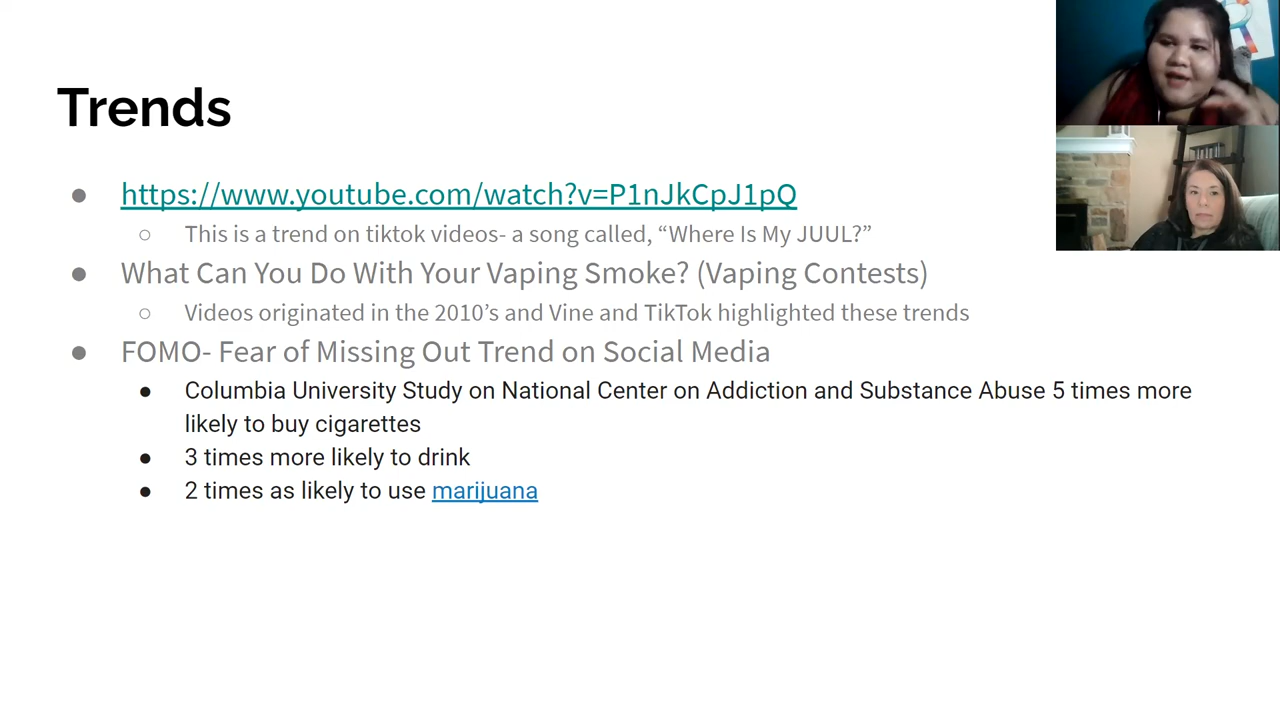 Trends
https://www.youtube.com/watch?v=P1nJkCpJ1pQ
This is a trend on tiktok videos- a song called, “Where Is My JUUL?”
What Can You Do With Your Vaping Smoke? (Vaping Contests)
Videos originated in the 2010’s and Vine and TikTok highlighted these trends
FOMO- Fear of Missing Out Trend on Social Media
Columbia University Study on National Center on Addiction and Substance Abuse 5 times more
likely to buy cigarettes
3 times more likely to drink
2 times as likely to use marijuana